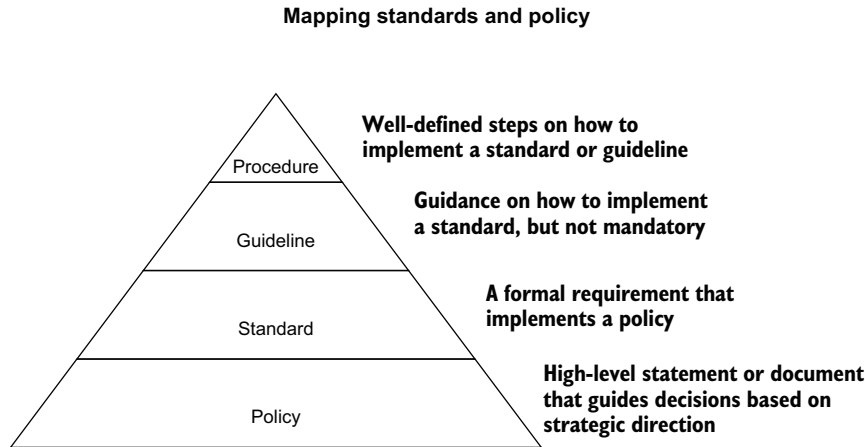 Mapping standards and policy
Procedure
Well-defined steps on how to
implement a standard or guideline
Guideline
Guidance on how to implement
a standard, but not mandatory
Standard
A formal requirement that
implements a policy
Policy
High-level statement or document
that guides decisions based on
strategic direction